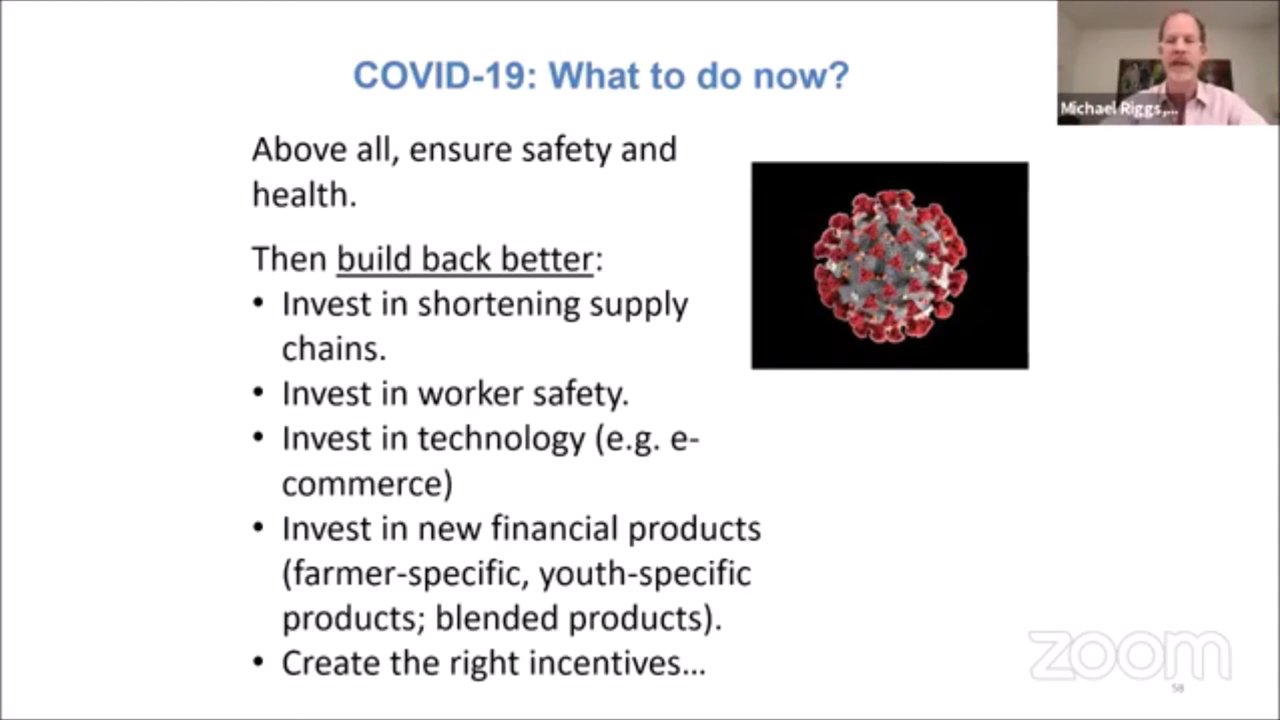 COVID-19: What to do now?
Michael Riggs,...
Above all, ensure safety and
health.
Then build back better:
• Invest in shortening supply
chains.
• Invest in worker safety.
• Invest in technology (e.g. e-
commerce)
• Invest in new financial products
(farmer-specific, youth-specific
products; blended products).
• Create the right incentives…
zoom
58